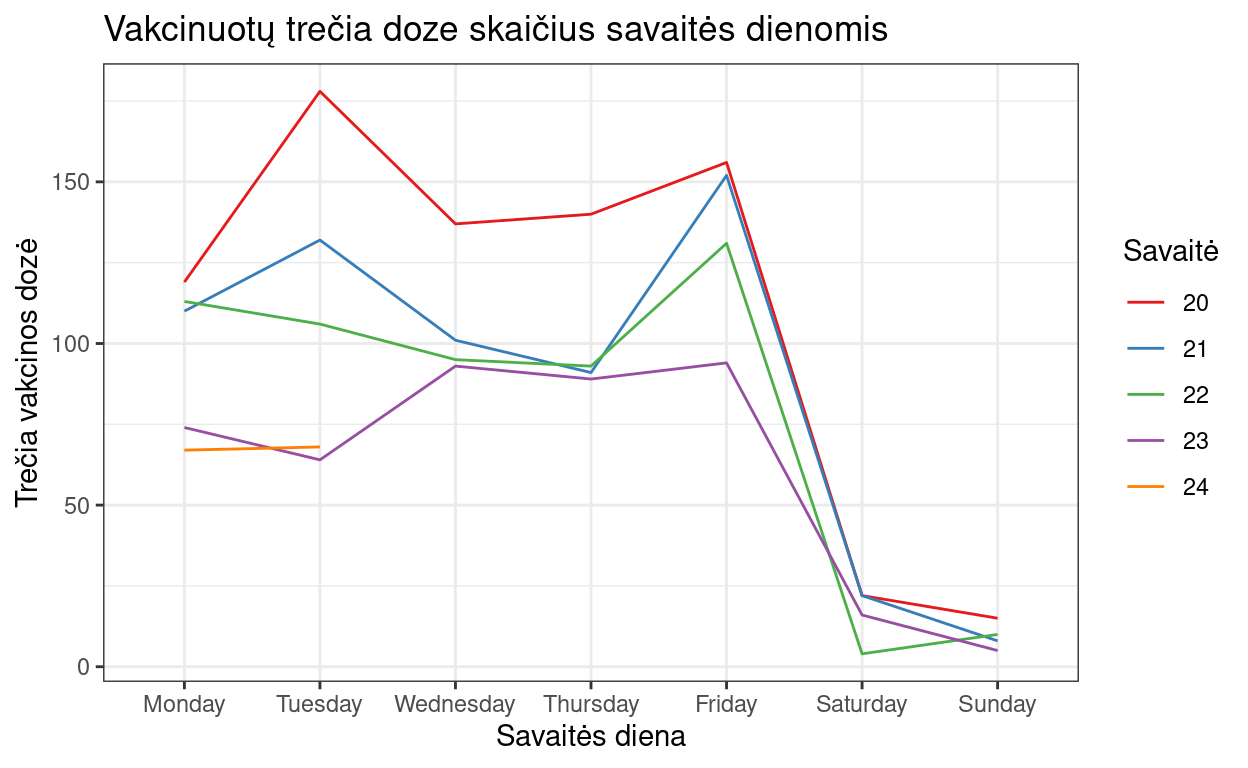 Vakcinuotų trečia doze skaičius savaitės dienomis
Trečia vakcinos dozė
150
100
50
0
Monday Tuesday Wednesday Thursday Friday Saturday Sunday
Savaitės diena
Savaitė
20
21
22
23
24